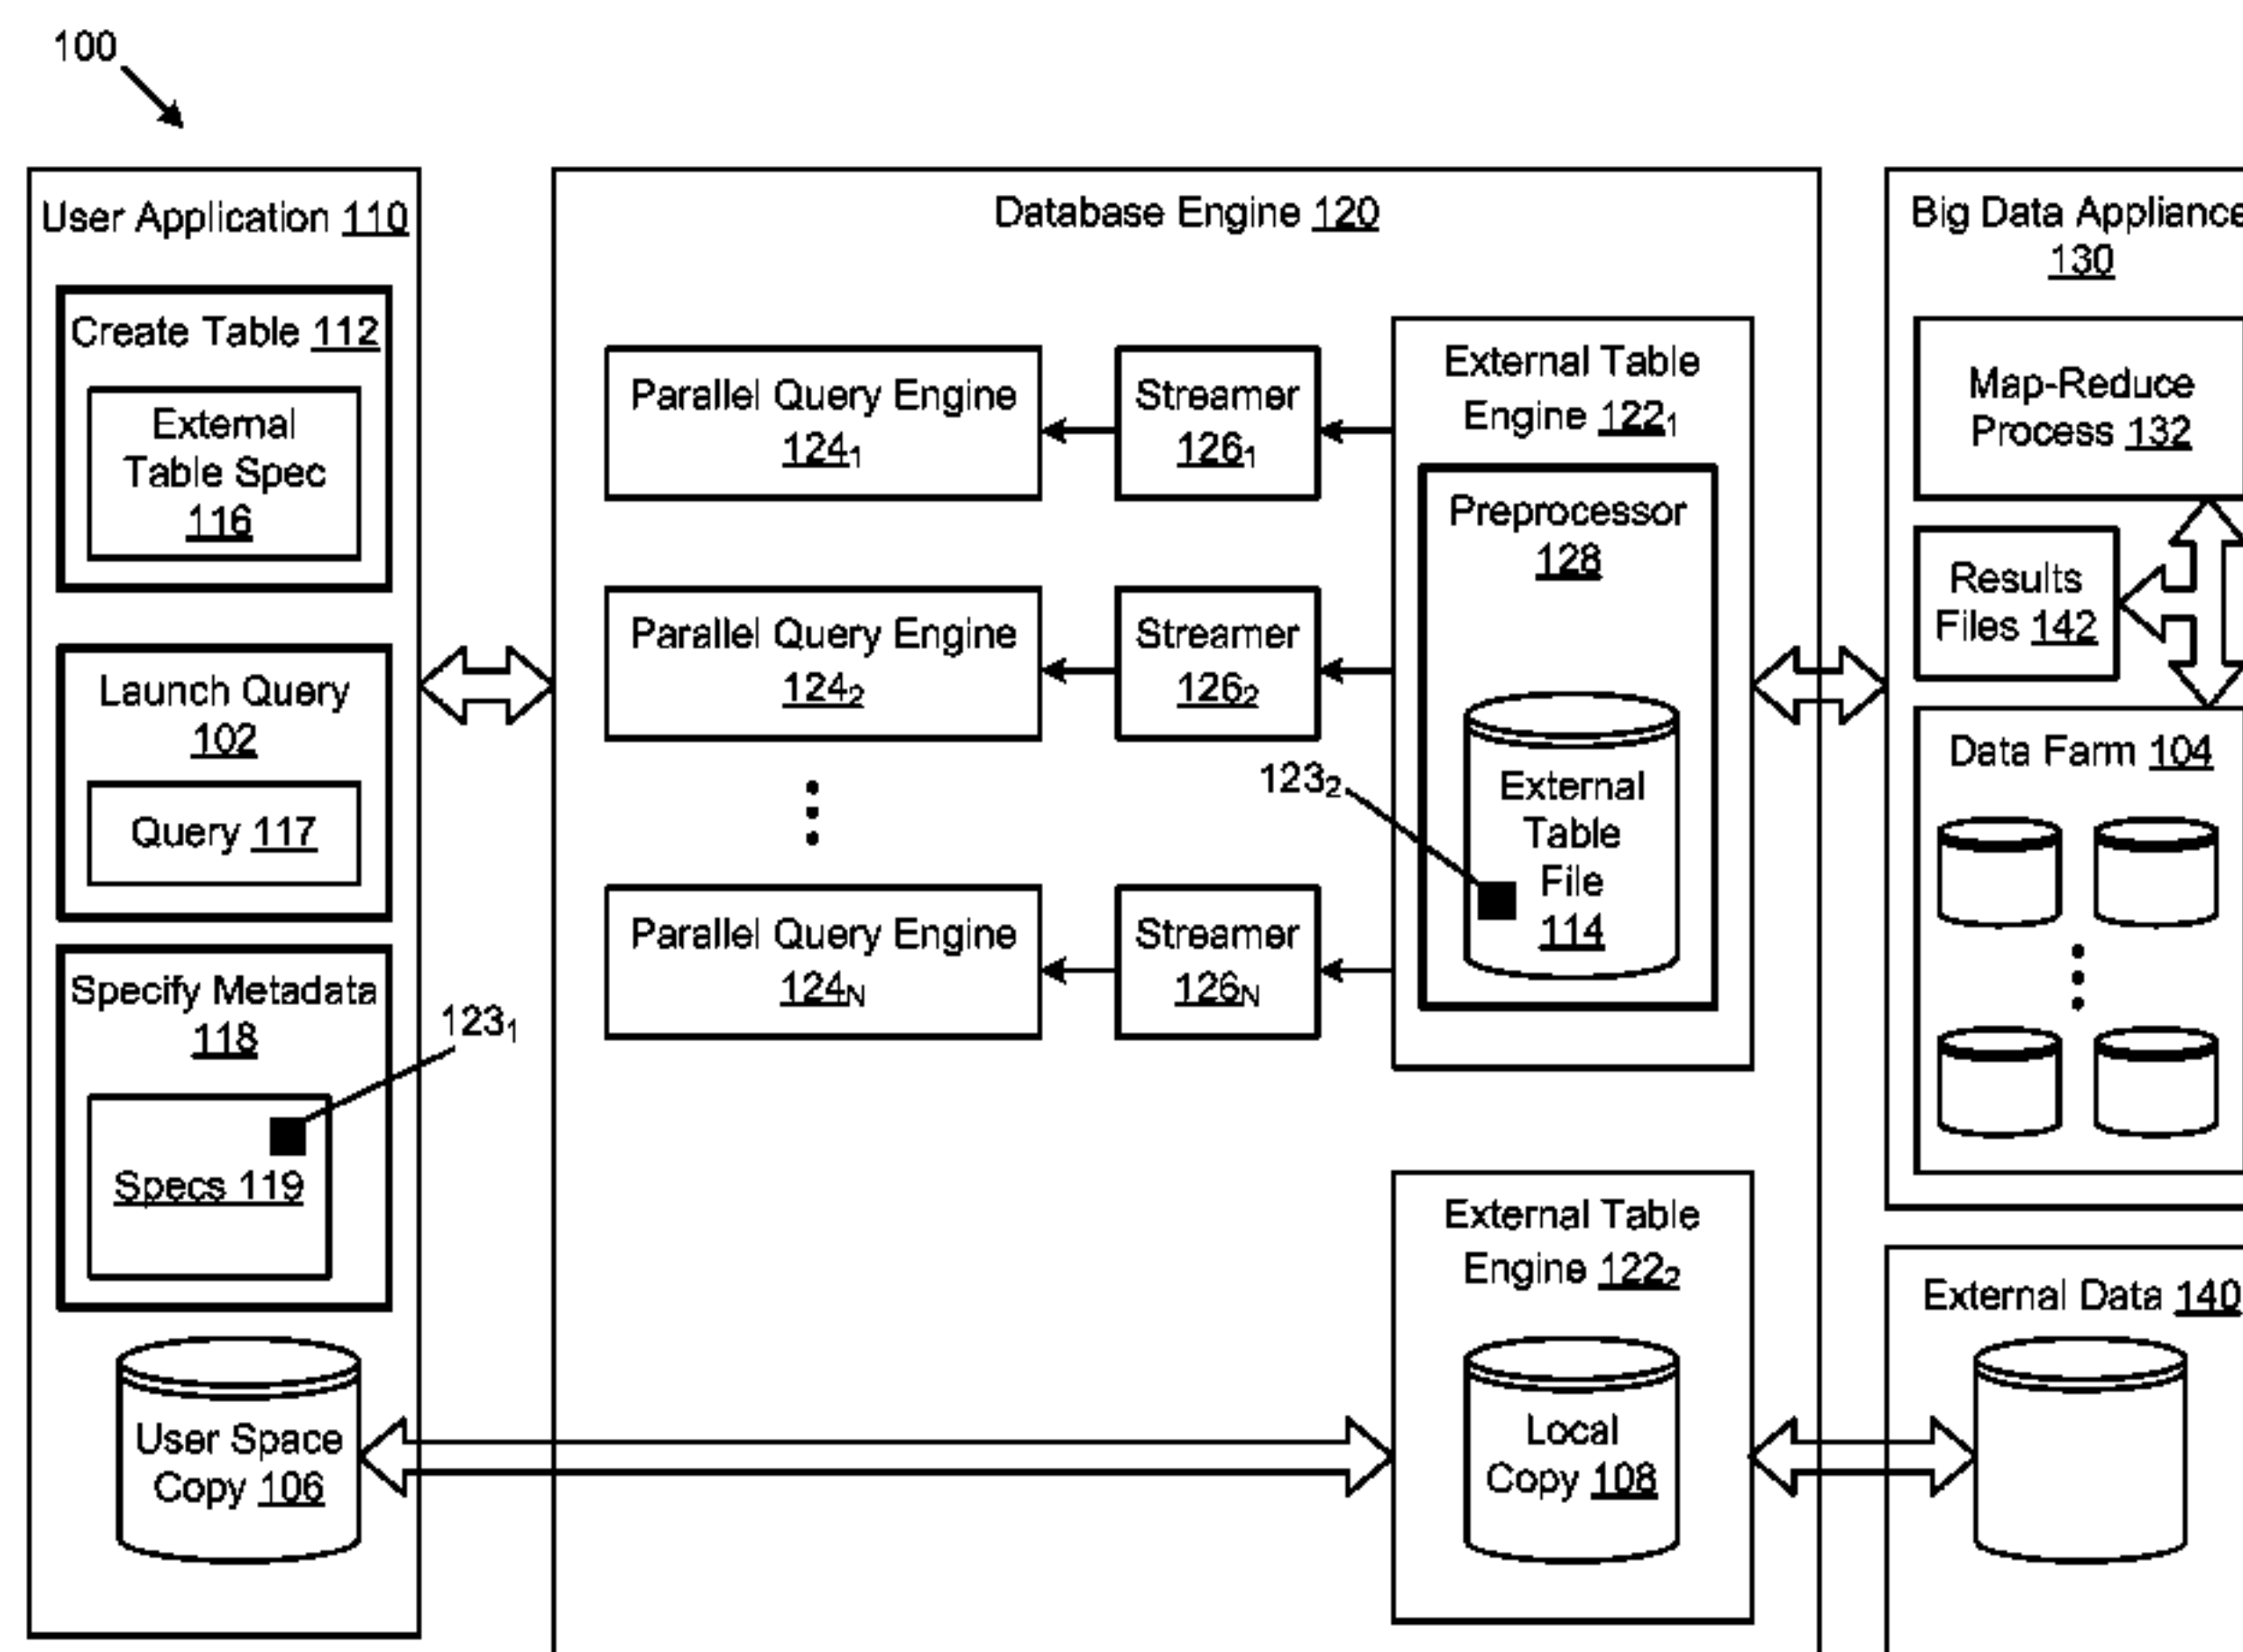 100
User Application 110
Create Table 112
External
Table Spec
116
Launch Query
102
Query 117
Specify Metadata
118
123₁
Specs 119
User Space
Copy 106
Database Engine 120
Parallel Query Engine
124₁
Streamer
126₁
Parallel Query Engine
124₂
Streamer
126₂
Parallel Query Engine
124N
Streamer
126N
External Table
Engine 122₁
Preprocessor
128
123₂
External
Table
File
114
External Table
Engine 122₂
Local
Copy 108
Big Data Appliance
130
Map-Reduce
Process 132
Results
Files 142
Data Farm 104
External Data 140